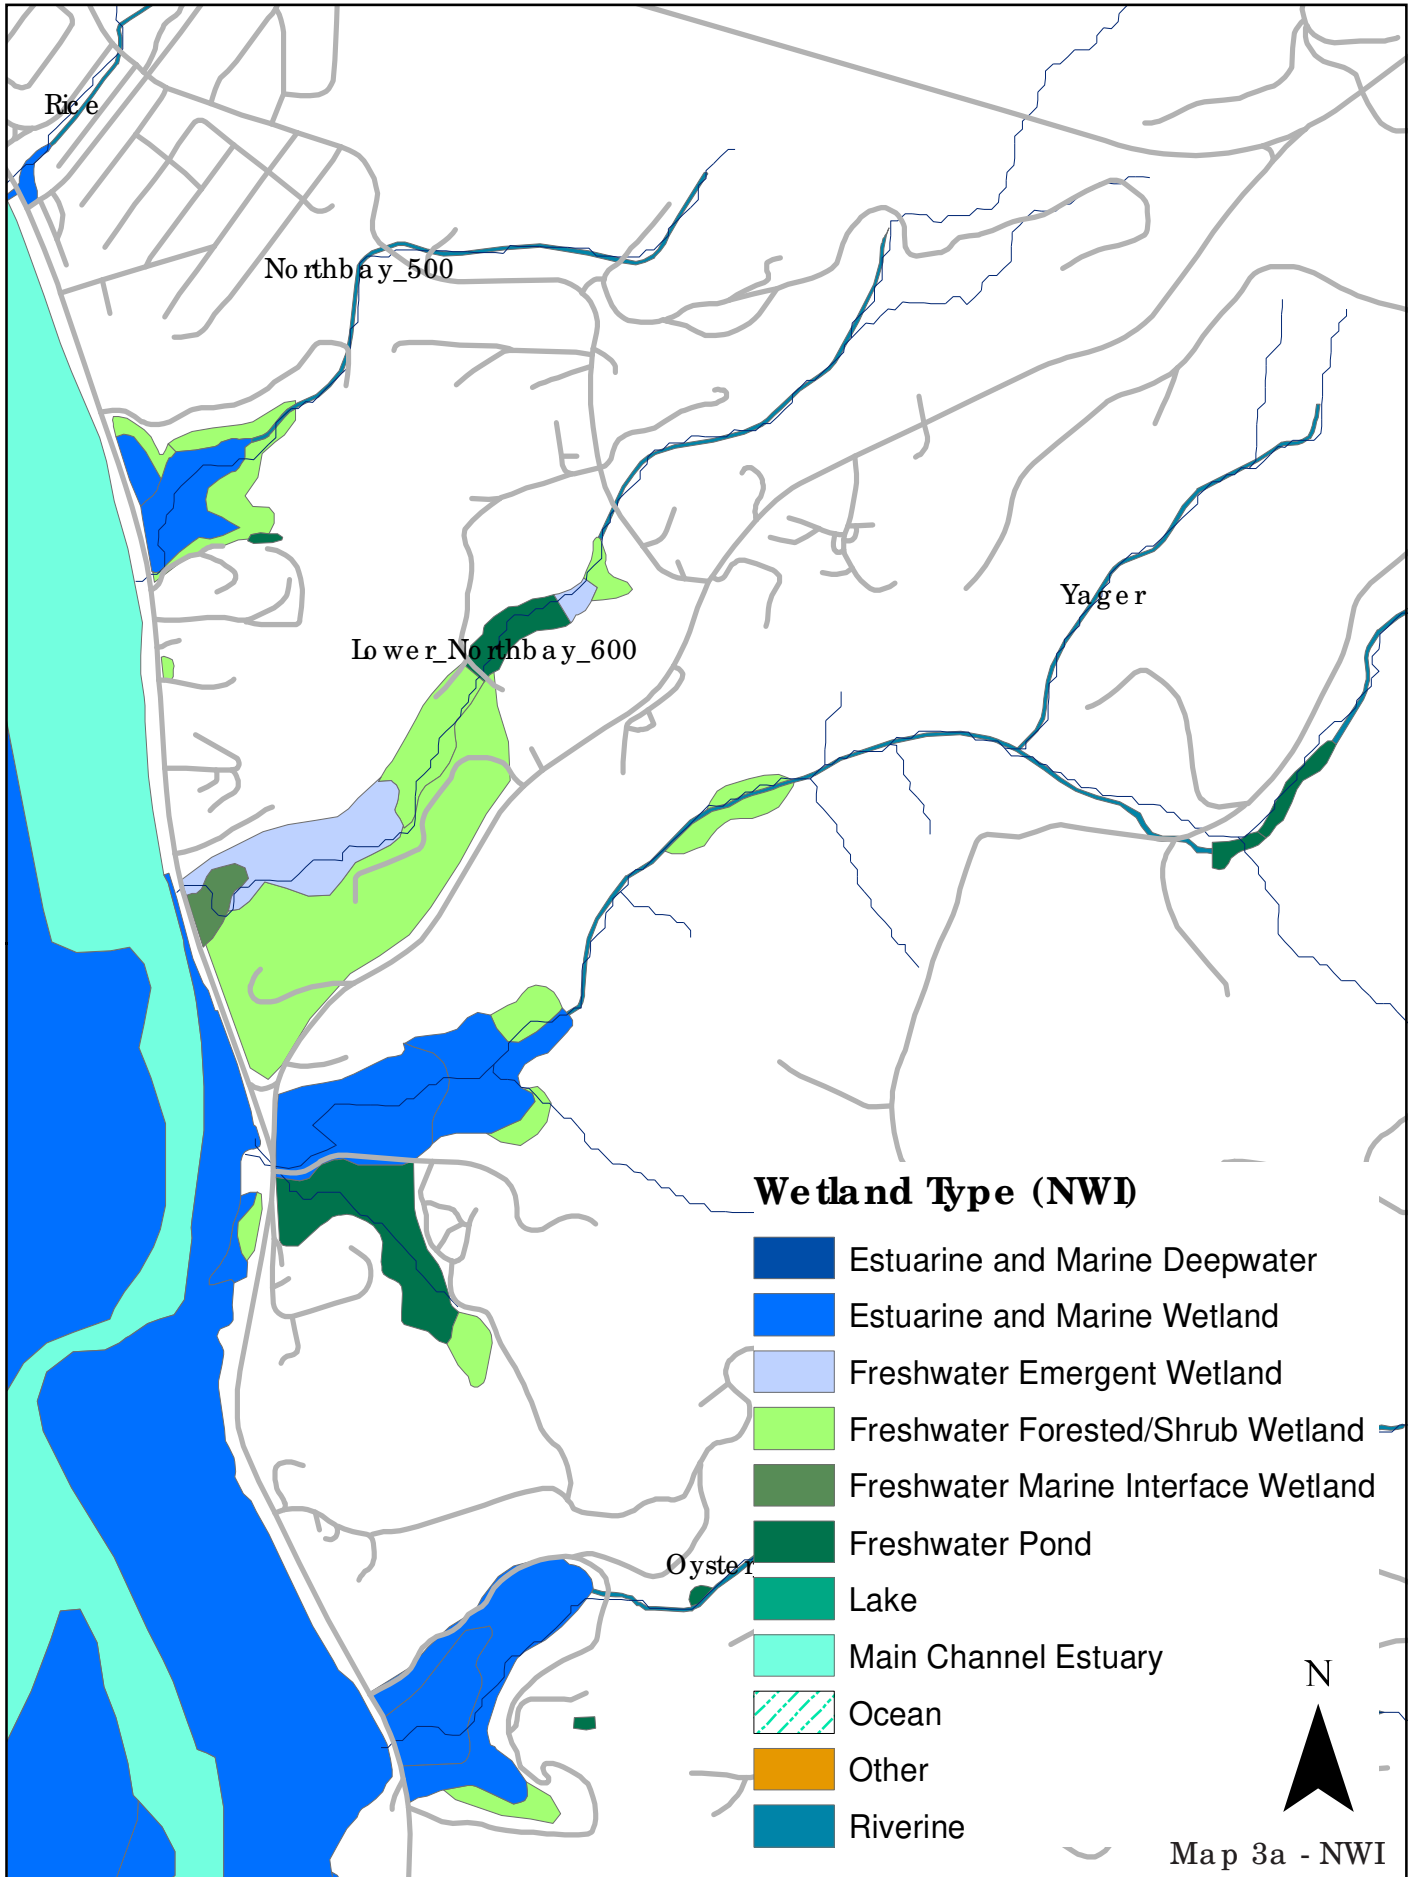 Rice
Northbay_500
Yager
Lower_Northbay_600
Wetland Type (NWI)
Estuarine and Marine Deepwater
Estuarine and Marine Wetland
Freshwater Emergent Wetland
Freshwater Forested/Shrub Wetland
Freshwater Marine Interface Wetland
Freshwater Pond
Oyster
Lake
Main Channel Estuary
N
Ocean
Other
Riverine
Map 3a - NWI